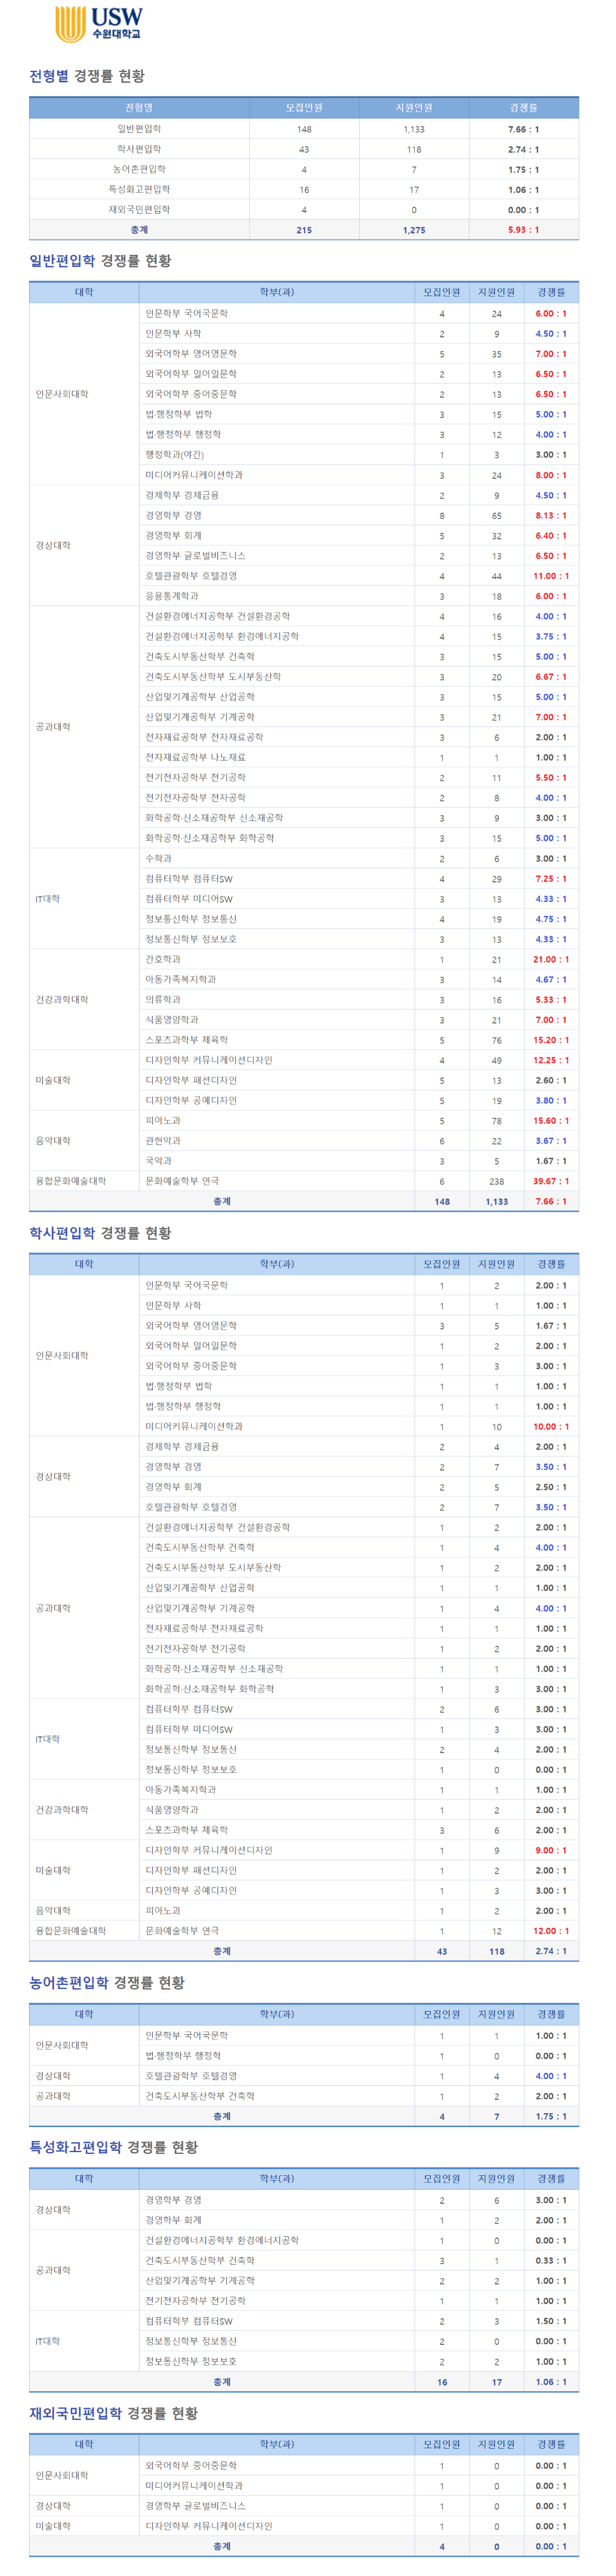 USW
수원대학교
전형별 경쟁률 현황
전형명 모집인원 지원인원 경쟁률
일반편입학 148 1,133 7.66 : 1
학사편입학 43 118 2.74 : 1
농어촌편입학 4 7 1.75 : 1
특성화고편입학 16 17 1.06 : 1
재외국민편입학 4 0 0.00 : 1
총계 215 1,275 5.93 : 1
일반편입학 경쟁률 현황
대학 학부(과) 모집인원 지원인원 경쟁률
인문사회대학 인문학부 국어국문학 4 24 6.00 : 1
인문학부 사학 2 9 4.50 : 1
외국어학부 영어영문학 5 35 7.00 : 1
외국어학부 일어일문학 2 13 6.50 : 1
외국어학부 중어중문학 2 13 6.50 : 1
법·행정학부 법학 3 15 5.00 : 1
법·행정학부 행정학 3 12 4.00 : 1
행정학과(야간) 1 3 3.00 : 1
미디어커뮤니케이션학과 3 24 8.00 : 1
경상대학 경제학부 경제금융 2 9 4.50 : 1
경영학부 경영 8 65 8.13 : 1
경영학부 회계 5 32 6.40 : 1
경영학부 글로벌비즈니스 2 13 6.50 : 1
호텔관광학부 호텔경영 4 44 11.00 : 1
응용통계학과 3 18 6.00 : 1
공과대학 건설환경에너지공학부 건설환경공학 4 16 4.00 : 1
건설환경에너지공학부 환경에너지공학 4 15 3.75 : 1
건축도시부동산학부 건축학 3 15 5.00 : 1
건축도시부동산학부 도시부동산학 3 20 6.67 : 1
산업및기계공학부 산업공학 3 15 5.00 : 1
산업및기계공학부 기계공학 3 21 7.00 : 1
전자재료공학부 전자재료공학 3 6 2.00 : 1
전자재료공학부 나노재료 1 1 1.00 : 1
전기전자공학부 전기공학 2 11 5.50 : 1
전기전자공학부 전자공학 2 8 4.00 : 1
화학공학·신소재공학부 신소재공학 3 9 3.00 : 1
화학공학·신소재공학부 화학공학 3 15 5.00 : 1
IT대학 수학과 2 6 3.00 : 1
컴퓨터학부 컴퓨터SW 4 29 7.25 : 1
컴퓨터학부 미디어SW 3 13 4.33 : 1
정보통신학부 정보통신 4 19 4.75 : 1
정보통신학부 정보보호 3 13 4.33 : 1
건강과학대학 간호학과 1 21 21.00 : 1
아동가족복지학과 3 14 4.67 : 1
의류학과 3 16 5.33 : 1
식품영양학과 3 21 7.00 : 1
스포츠과학부 체육학 5 76 15.20 : 1
미술대학 디자인학부 커뮤니케이션디자인 4 49 12.25 : 1
디자인학부 패션디자인 5 13 2.60 : 1
디자인학부 공예디자인 5 19 3.80 : 1
음악대학 피아노과 5 78 15.60 : 1
관현악과 6 22 3.67 : 1
국악과 3 5 1.67 : 1
융합문화예술대학 문화예술학부 연극 6 238 39.67 : 1
총계 148 1,133 7.66 : 1
학사편입학 경쟁률 현황
대학 학부(과) 모집인원 지원인원 경쟁률
인문사회대학 인문학부 국어국문학 1 2 2.00 : 1
인문학부 사학 1 1 1.00 : 1
외국어학부 영어영문학 3 5 1.67 : 1
외국어학부 일어일문학 1 2 2.00 : 1
외국어학부 중어중문학 1 3 3.00 : 1
법·행정학부 법학 1 1 1.00 : 1
법·행정학부 행정학 1 1 1.00 : 1
미디어커뮤니케이션학과 1 10 10.00 : 1
경상대학 경제학부 경제금융 2 4 2.00 : 1
경영학부 경영 2 7 3.50 : 1
경영학부 회계 2 5 2.50 : 1
호텔관광학부 호텔경영 2 7 3.50 : 1
공과대학 건설환경에너지공학부 건설환경공학 1 2 2.00 : 1
건축도시부동산학부 건축학 1 4 4.00 : 1
건축도시부동산학부 도시부동산학 1 2 2.00 : 1
산업및기계공학부 산업공학 1 1 1.00 : 1
산업및기계공학부 기계공학 1 4 4.00 : 1
전자재료공학부 전자재료공학 1 1 1.00 : 1
전기전자공학부 전기공학 1 2 2.00 : 1
화학공학·신소재공학부 신소재공학 1 1 1.00 : 1
화학공학·신소재공학부 화학공학 1 3 3.00 : 1
IT대학 컴퓨터학부 컴퓨터SW 2 6 3.00 : 1
컴퓨터학부 미디어SW 1 3 3.00 : 1
정보통신학부 정보통신 2 4 2.00 : 1
정보통신학부 정보보호 1 0 0.00 : 1
건강과학대학 아동가족복지학과 1 1 1.00 : 1
식품영양학과 1 2 2.00 : 1
스포츠과학부 체육학 3 6 2.00 : 1
미술대학 디자인학부 커뮤니케이션디자인 1 9 9.00 : 1
디자인학부 패션디자인 1 2 2.00 : 1
디자인학부 공예디자인 1 3 3.00 : 1
음악대학 피아노과 1 2 2.00 : 1
융합문화예술대학 문화예술학부 연극 1 12 12.00 : 1
총계 43 118 2.74 : 1
농어촌편입학 경쟁률 현황
대학 학부(과) 모집인원 지원인원 경쟁률
인문사회대학 인문학부 국어국문학 1 1 1.00 : 1
법·행정학부 행정학 1 0 0.00 : 1
경상대학 호텔관광학부 호텔경영 1 4 4.00 : 1
공과대학 건축도시부동산학부 건축학 1 2 2.00 : 1
총계 4 7 1.75 : 1
특성화고편입학 경쟁률 현황
대학 학부(과) 모집인원 지원인원 경쟁률
경상대학 경영학부 경영 2 6 3.00 : 1
경영학부 회계 1 2 2.00 : 1
공과대학 건설환경에너지공학부 환경에너지공학 1 0 0.00 : 1
건축도시부동산학부 건축학 3 1 0.33 : 1
산업및기계공학부 기계공학 2 2 1.00 : 1
전기전자공학부 전기공학 1 1 1.00 : 1
IT대학 컴퓨터학부 컴퓨터SW 2 3 1.50 : 1
정보통신학부 정보통신 2 0 0.00 : 1
정보통신학부 정보보호 2 2 1.00 : 1
총계 16 17 1.06 : 1
재외국민편입학 경쟁률 현황
대학 학부(과) 모집인원 지원인원 경쟁률
인문사회대학 외국어학부 중어중문학 1 0 0.00 : 1
미디어커뮤니케이션학과 1 0 0.00 : 1
경상대학 경영학부 글로벌비즈니스 1 0 0.00 : 1
미술대학 디자인학부 커뮤니케이션디자인 1 0 0.00 : 1
총계 4 0 0.00 : 1